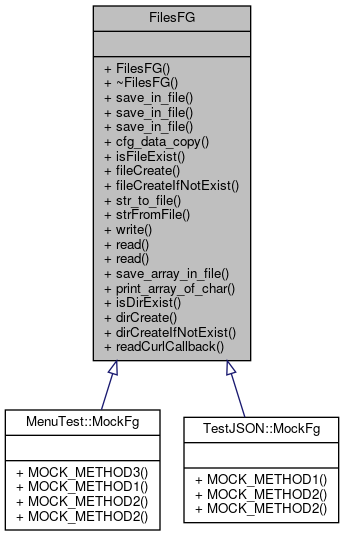 FilesFG
+ FilesFG()
+ ~FilesFG()
+ save_in_file()
+ save_in_file()
+ save_in_file()
+ cfg_data_copy()
+ isFileExist()
+ fileCreate()
+ fileCreateIfNotExist()
+ str_to_file()
+ strFromFile()
+ write()
+ read()
+ read()
+ save_array_in_file()
+ print_array_of_char()
+ isDirExist()
+ dirCreate()
+ dirCreateIfNotExist()
+ readCurlCallback()
MenuTest::MockFg
+ MOCK_METHOD3()
+ MOCK_METHOD1()
+ MOCK_METHOD2()
+ MOCK_METHOD2()
TestJSON::MockFg
+ MOCK_METHOD1()
+ MOCK_METHOD2()
+ MOCK_METHOD2()